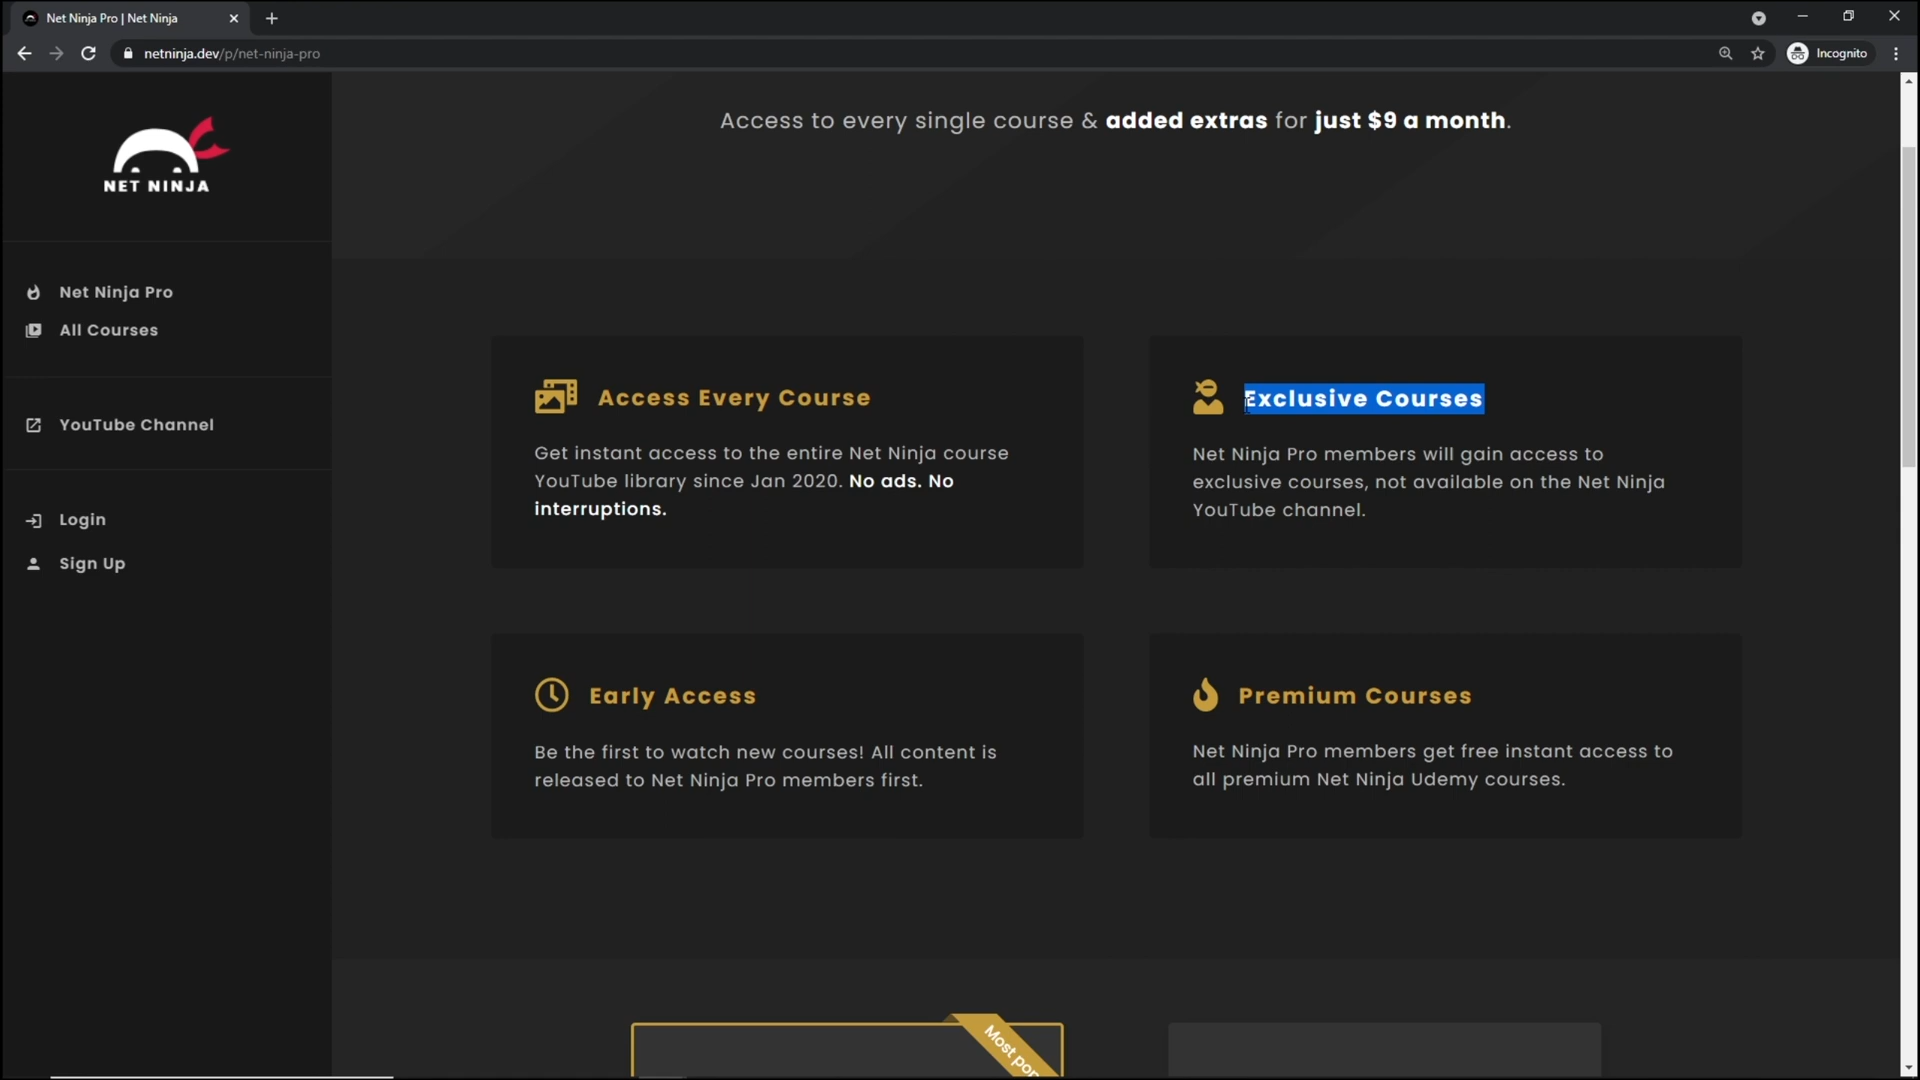 Net Ninja Pro | Net Ninja
netninja.dev/p/net-ninja-pro
Incognito
NET NINJA
Net Ninja Pro
All Courses
YouTube Channel
Login
Sign Up
Access to every single course & added extras for just $9 a month.
Access Every Course
Get instant access to the entire Net Ninja course
YouTube library since Jan 2020. No ads. No
interruptions.
Exclusive Courses
Net Ninja Pro members will gain access to
exclusive courses, not available on the Net Ninja
YouTube channel.
Early Access
Be the first to watch new courses! All content is
released to Net Ninja Pro members first.
Premium Courses
Net Ninja Pro members get free instant access to
all premium Net Ninja Udemy courses.
Most